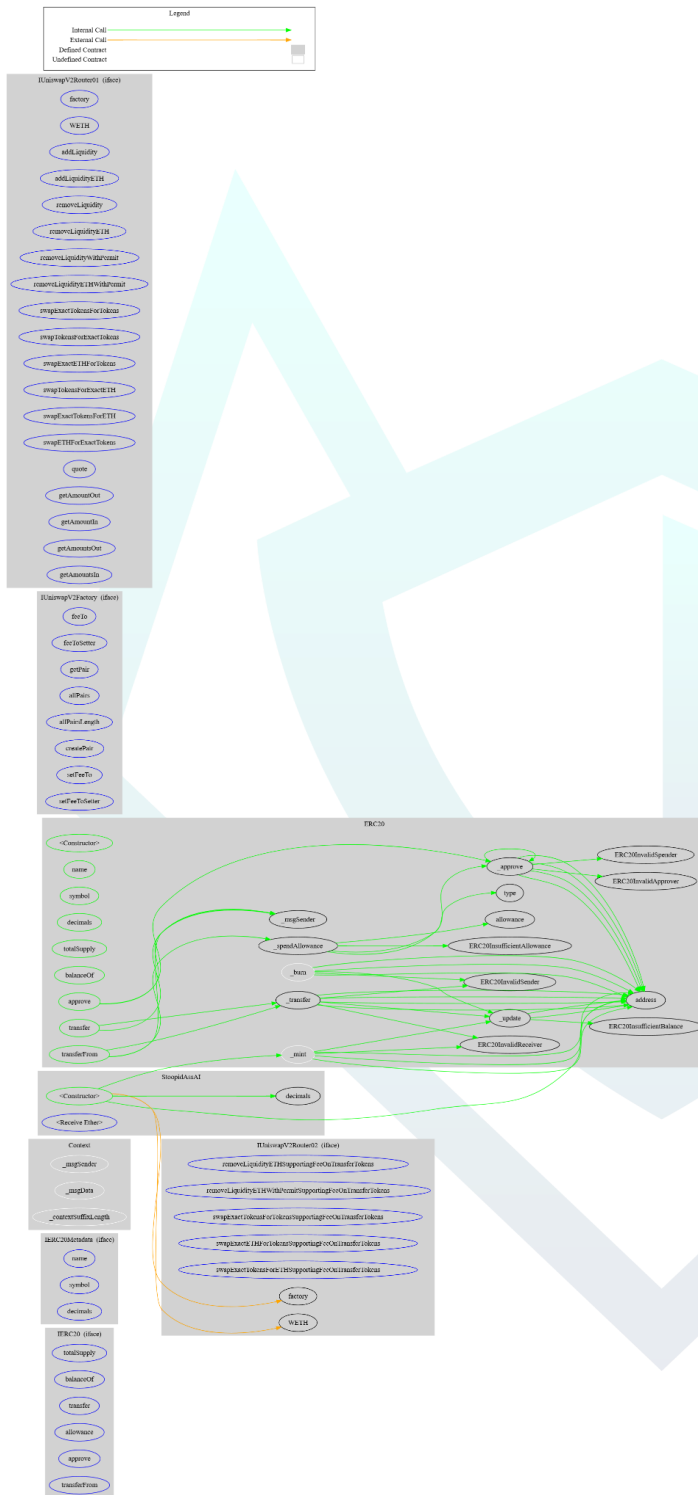 Legend
Internal Call
External Call
Defined Contract
Undefined Contract
IUniswapV2Router01 (iface)
factory
WETH
addLiquidity
addLiquidityETH
removeLiquidity
removeLiquidityETH
removeLiquidityWithPermit
removeLiquidityETHWithPermit
swapExactTokensForTokens
swapTokensForExactTokens
swapExactETHForTokens
swapTokensForExactETH
swapExactTokensForETH
swapETHForExactTokens
quote
getAmountOut
getAmountIn
getAmountsOut
getAmountsIn
IUniswapV2Factory (iface)
feeTo
feeToSetter
getPair
allPairs
allPairsLength
createPair
setFeeTo
setFeeToSetter
ERC20
<Constructor>
name
symbol
decimals
totalSupply
balanceOf
approve
transfer
transferFrom
_msgSender
_spendAllowance
_burn
_transfer
_mint
_approve
type
allowance
ERC20InsufficientAllowance
ERC20InvalidSender
_update
ERC20InvalidReceiver
ERC20InvalidSpender
ERC20InvalidApprover
address
ERC20InsufficientBalance
StoopidAssAI
<Constructor>
<Receive Ether>
decimals
Context
_msgSender
_msgData
_contextSuffixLength
IUniswapV2Router02 (iface)
removeLiquidityETHSupportingFeeOnTransferTokens
removeLiquidityETHWithPermitSupportingFeeOnTransferTokens
swapExactTokensForTokensSupportingFeeOnTransferTokens
swapExactETHForTokensSupportingFeeOnTransferTokens
swapExactTokensForETHSupportingFeeOnTransferTokens
factory
WETH
IERC20Metadata (iface)
name
symbol
decimals
IERC20 (iface)
totalSupply
balanceOf
transfer
allowance
approve
transferFrom